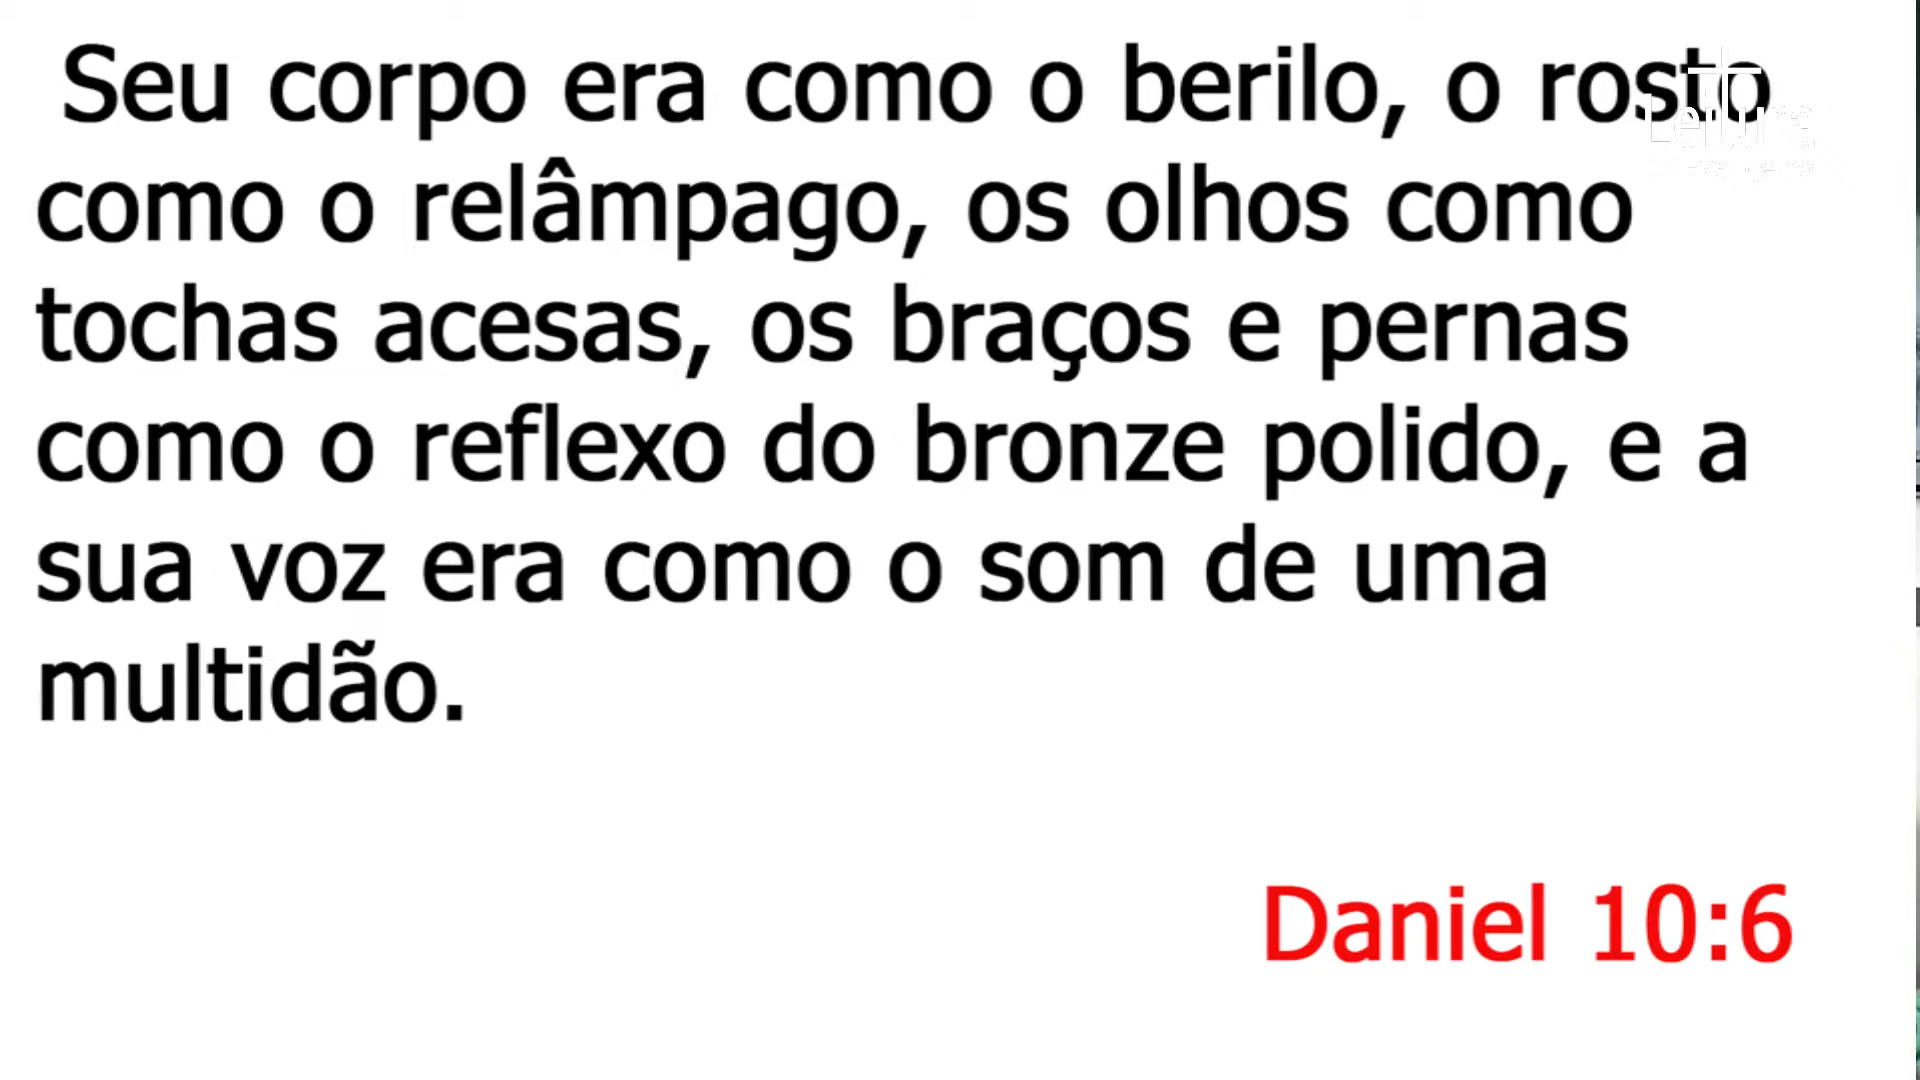 Seu corpo era como o berilo, o rosto
como o relâmpago, os olhos como
tochas acesas, os braços e pernas
como o reflexo do bronze polido, e a
sua voz era como o som de uma
multidão.
Daniel 10:6
Leitura